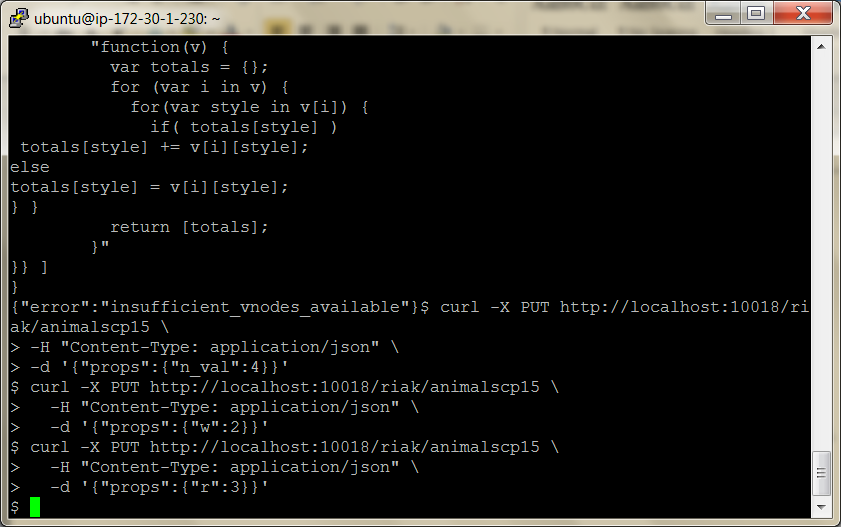 ubuntu@ip-172-30-1-230: ~
"function(v) {
var totals = {};
for (var i in v) {
for(var style in v[i]) {
if( totals[style] )
totals[style] += v[i][style];
else
totals[style] = v[i][style];
} }
return [totals];
}"
}} ]
}
{"error":"insufficient_vnodes_available"}$ curl -X PUT http://localhost:10018/ri
ak/animalscp15 \
> -H "Content-Type: application/json" \
> -d '{"props":{"n_val":4}}'
$ curl -X PUT http://localhost:10018/riak/animalscp15 \
>   -H "Content-Type: application/json" \
>   -d '{"props":{"w":2}}'
$ curl -X PUT http://localhost:10018/riak/animalscp15 \
>   -H "Content-Type: application/json" \
>   -d '{"props":{"r":3}}'
$